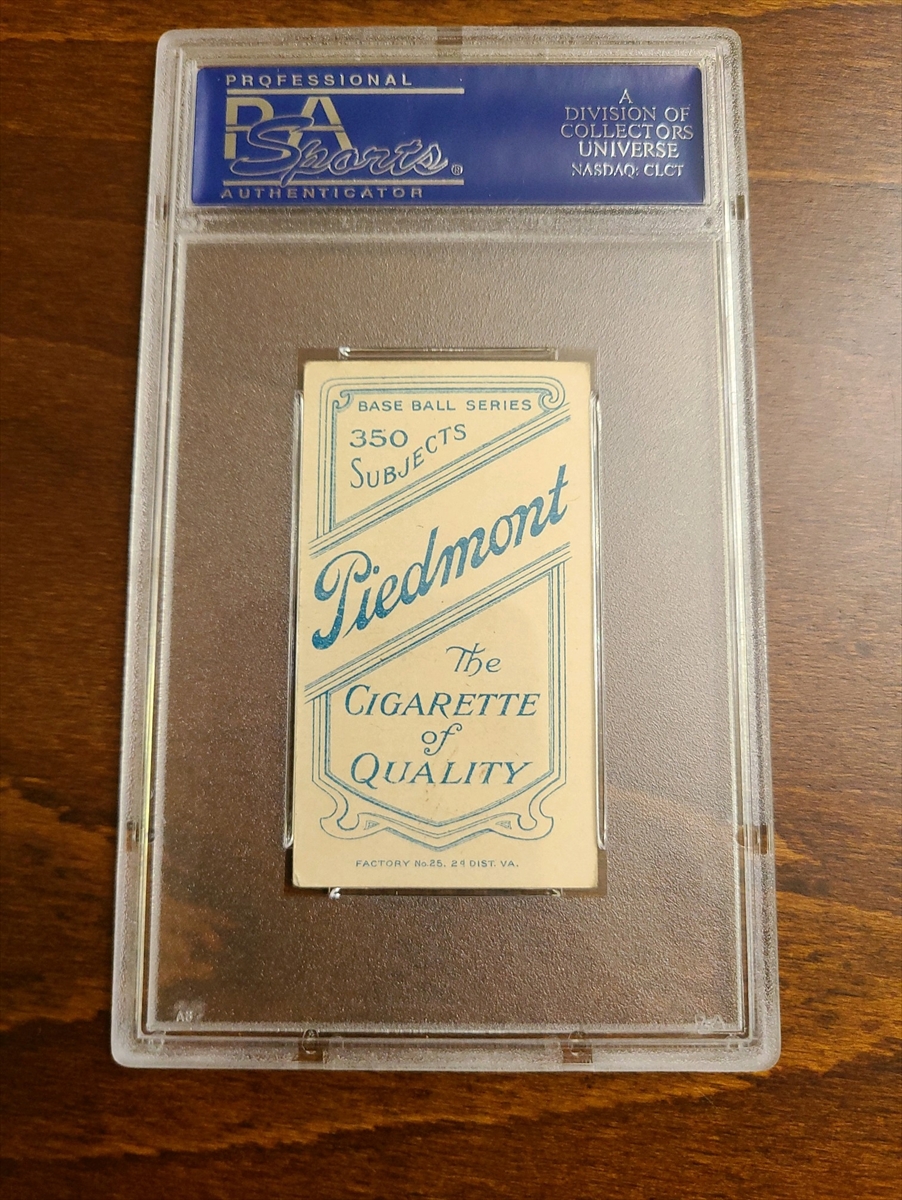 PROFESSIONAL
PSA
Sports®
AUTHENTICATOR
A
DIVISION OF
COLLECTORS
UNIVERSE
NASDAQ: CLCT
BASE BALL SERIES
350
SUBJECTS
Piedmont
The
CIGARETTE
of
QUALITY
FACTORY No.25, 2d DIST. VA.